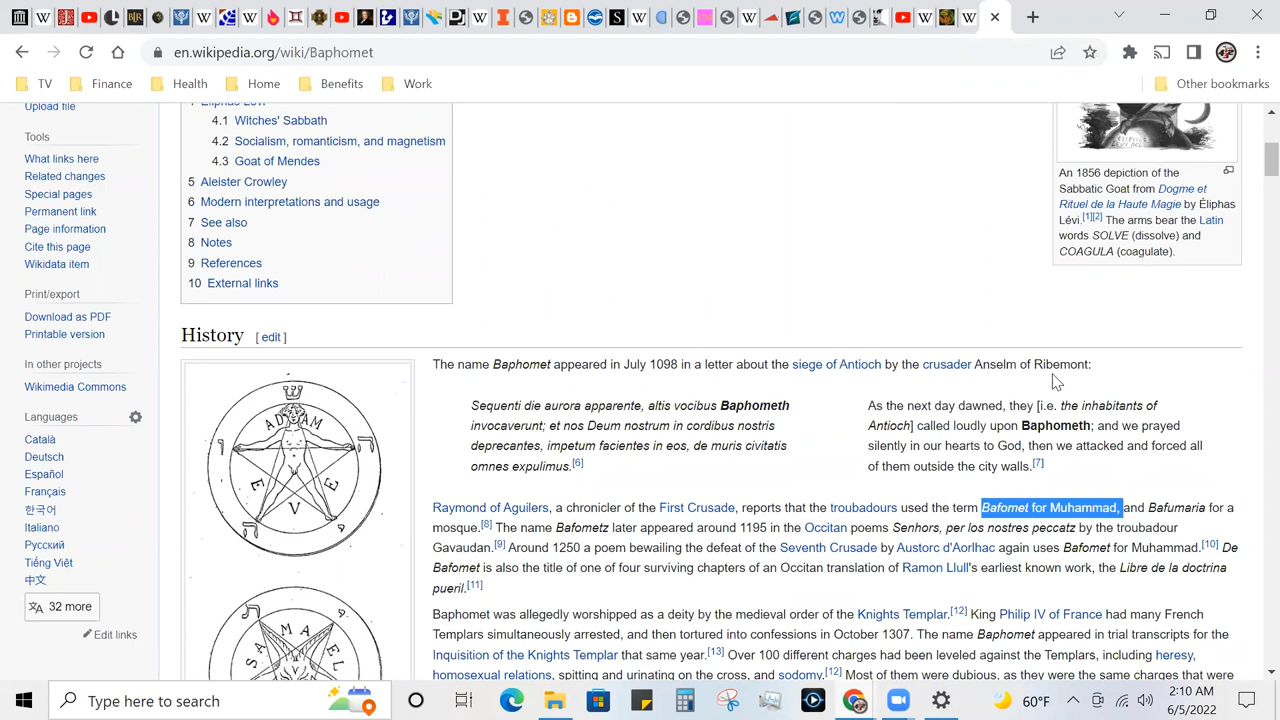 en.wikipedia.org/wiki/Baphomet
TV
Finance
Health
Home
Benefits
Work
Other bookmarks
Upload file
Tools
What links here
Related changes
Special pages
Permanent link
Page information
Cite this page
Wikidata item
Print/export
Download as PDF
Printable version
In other projects
Wikimedia Commons
Languages
Català
Deutsch
Español
Français
한국어
Italiano
Русский
Tiếng Việt
中文
32 more
Edit links
4.1 Witches' Sabbath
4.2 Socialism, romanticism, and magnetism
4.3 Goat of Mendes
5 Aleister Crowley
6 Modern interpretations and usage
7 See also
8 Notes
9 References
10 External links
An 1856 depiction of the
Sabbatic Goat from Dogme et
Rituel de la Haute Magie by Éliphas
Lévi.[1][2] The arms bear the Latin
words SOLVE (dissolve) and
COAGULA (coagulate).
History [ edit ]
The name Baphomet appeared in July 1098 in a letter about the siege of Antioch by the crusader Anselm of Ribemont:
Sequenti die aurora apparente, altis vocibus Baphometh
invocaverunt; et nos Deum nostrum in cordibus nostris
deprecantes, impetum facientes in eos, de muris civitatis
omnes expulimus.[6]
As the next day dawned, they [i.e. the inhabitants of
Antioch] called loudly upon Baphometh; and we prayed
silently in our hearts to God, then we attacked and forced all
of them outside the city walls.[7]
Raymond of Aguilers, a chronicler of the First Crusade, reports that the troubadours used the term Bafomet for Muhammad, and Bafumaria for a
mosque.[8] The name Bafometz later appeared around 1195 in the Occitan poems Senhors, per los nostres peccatz by the troubadour
Gavaudan.[9] Around 1250 a poem bewailing the defeat of the Seventh Crusade by Austorc d'Aorlhac again uses Bafomet for Muhammad.[10] De
Bafomet is also the title of one of four surviving chapters of an Occitan translation of Ramon Llull's earliest known work, the Libre de la doctrina
pueril.[11]
Baphomet was allegedly worshipped as a deity by the medieval order of the Knights Templar.[12] King Philip IV of France had many French
Templars simultaneously arrested, and then tortured into confessions in October 1307. The name Baphomet appeared in trial transcripts for the
Inquisition of the Knights Templar that same year.[13] Over 100 different charges had been leveled against the Templars, including heresy,
homosexual relations, spitting and urinating on the cross, and sodomy.[12] Most of them were dubious, as they were the same charges that were
ADAM
E V E
SAMAEL
Type here to search
60°F
2:10 AM
6/5/2022